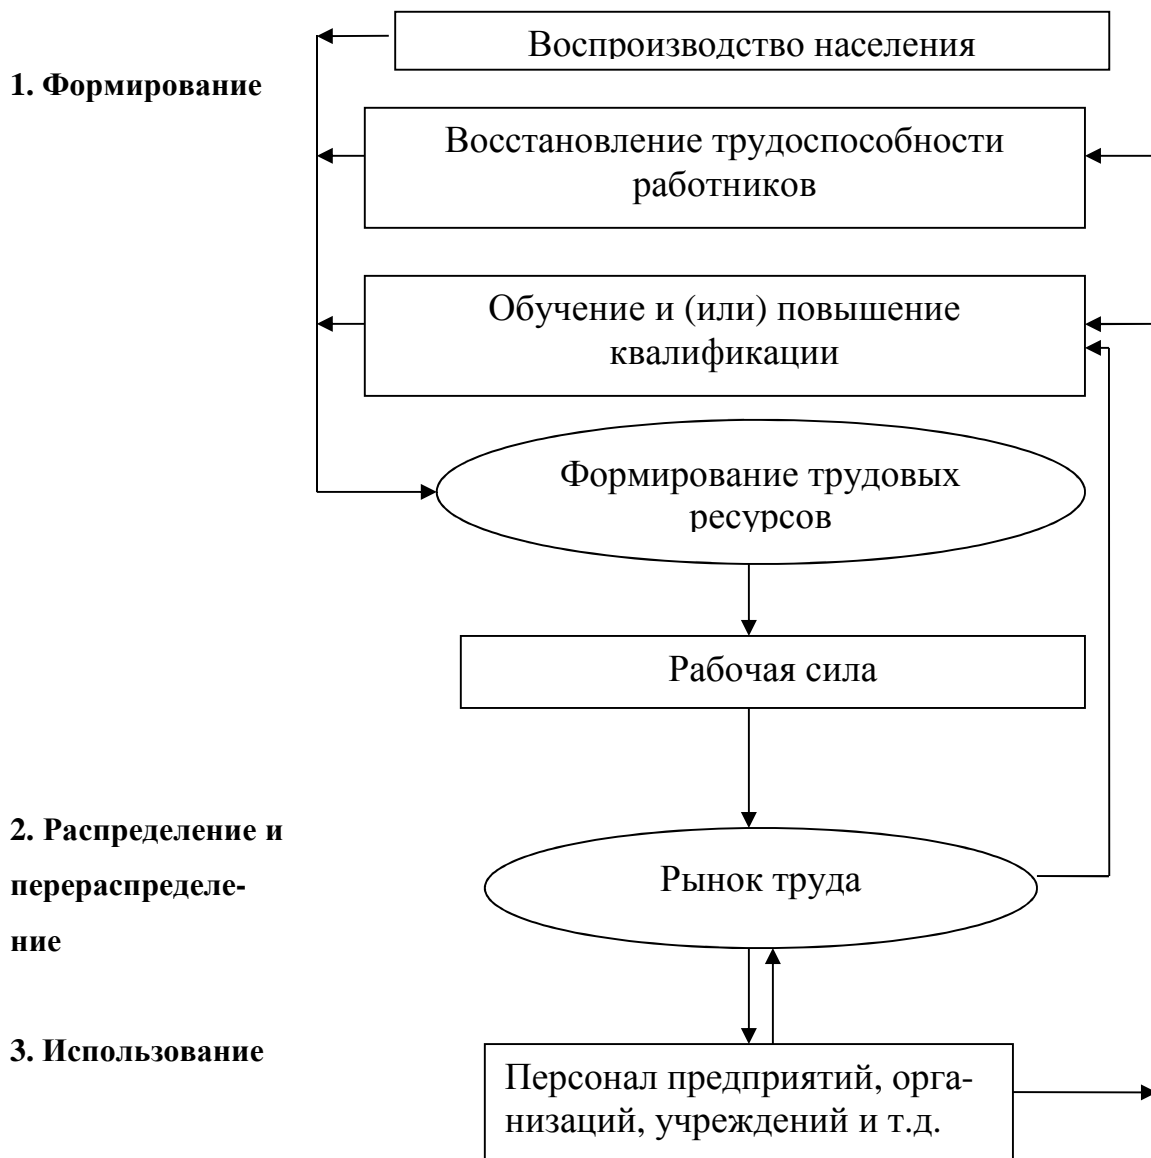 Воспроизводство населения
1. Формирование
Восстановление трудоспособности
работников
Обучение и (или) повышение
квалификации
Формирование трудовых
ресурсов
Рабочая сила
2. Распределение и
перераспределе-
ние
Рынок труда
3. Использование
Персонал предприятий, орга-
низаций, учреждений и т.д.